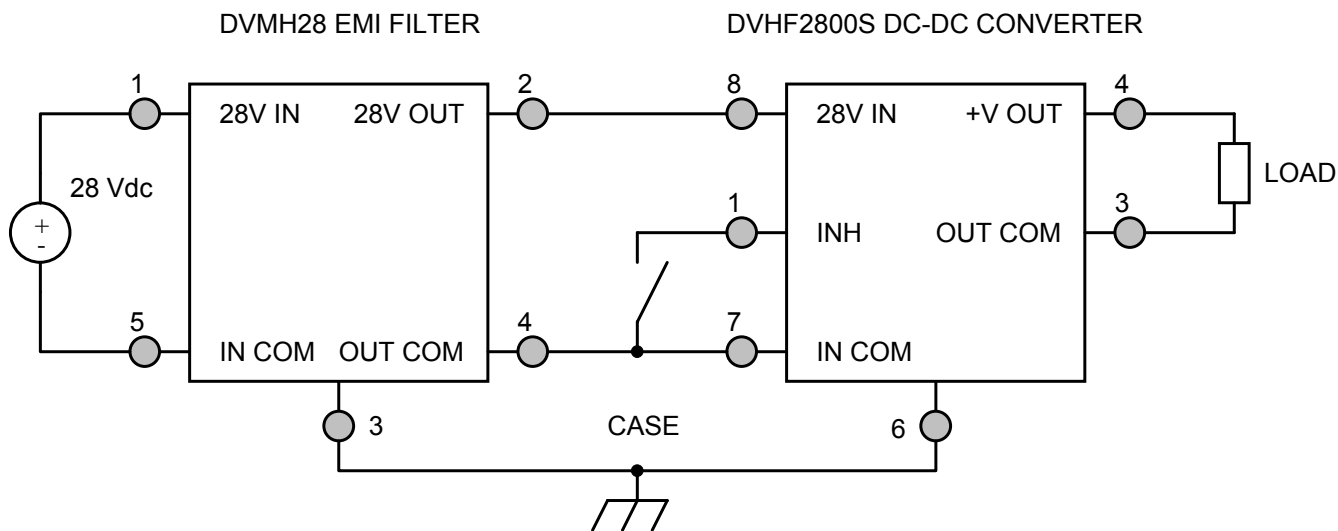 DVMH28 EMI FILTER
DVHF2800S DC-DC CONVERTER
1
2
8
4
28V IN
28V OUT
28V IN
+V OUT
28 Vdc
+
-
1
3
LOAD
INH
OUT COM
5
4
7
IN COM
OUT COM
IN COM
3
CASE
6